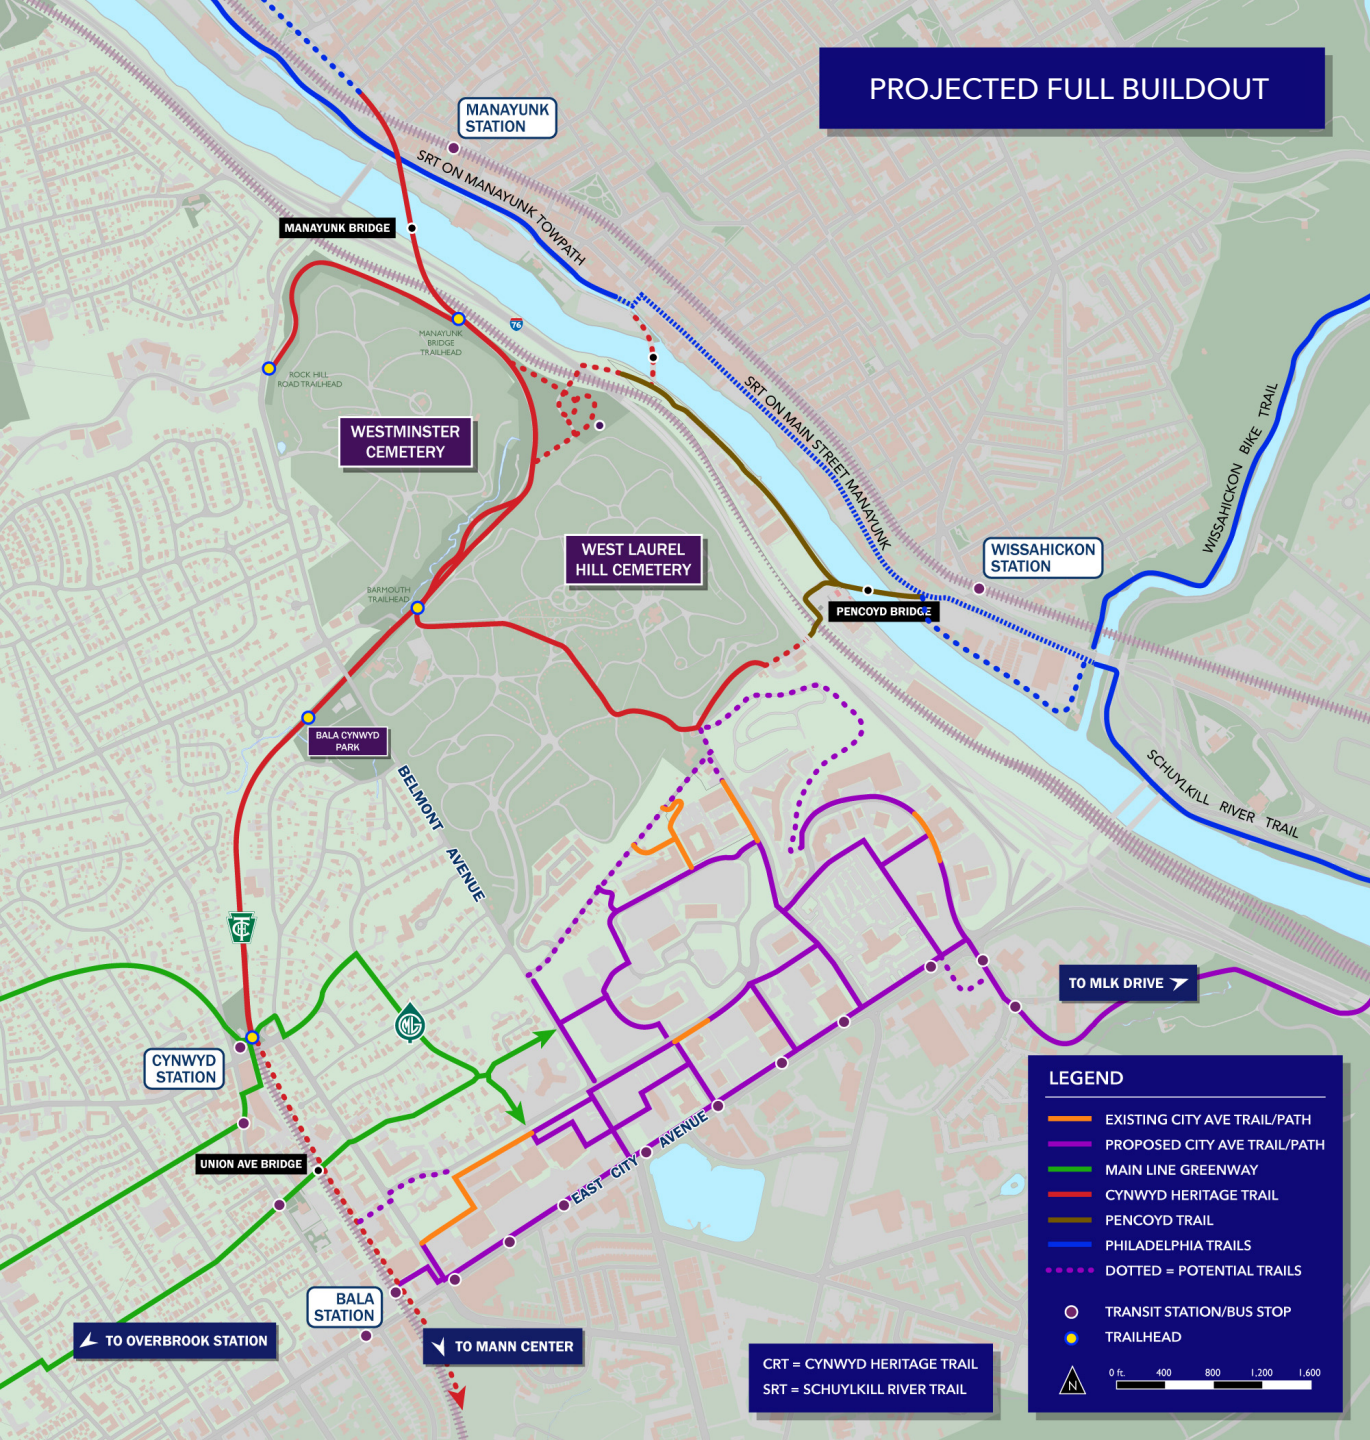 PROJECTED FULL BUILDOUT
MANAYUNK
STATION
SRT ON MANAYUNK TOWPATH
MANAYUNK BRIDGE
76
MANAYUNK
BRIDGE
TRAILHEAD
ROCK HILL
ROAD TRAILHEAD
WESTMINSTER
CEMETERY
SRT ON MAIN STREET MANAYUNK
WISSAHICKON BIKE TRAIL
WEST LAUREL
HILL CEMETERY
WISSAHICKON
STATION
BARMOUTH
TRAILHEAD
PENCOYD BRIDGE
BALA CYNWYD
PARK
BELMONT AVENUE
SCHUYLKILL RIVER TRAIL
TO MLK DRIVE
CYNWYD
STATION
UNION AVE BRIDGE
EAST CITY AVENUE
BALA
STATION
TO OVERBROOK STATION
TO MANN CENTER
CRT = CYNWYD HERITAGE TRAIL
SRT = SCHUYLKILL RIVER TRAIL
LEGEND
EXISTING CITY AVE TRAIL/PATH
PROPOSED CITY AVE TRAIL/PATH
MAIN LINE GREENWAY
CYNWYD HERITAGE TRAIL
PENCOYD TRAIL
PHILADELPHIA TRAILS
DOTTED = POTENTIAL TRAILS
TRANSIT STATION/BUS STOP
TRAILHEAD
N
0 ft. 400 800 1,200 1,600